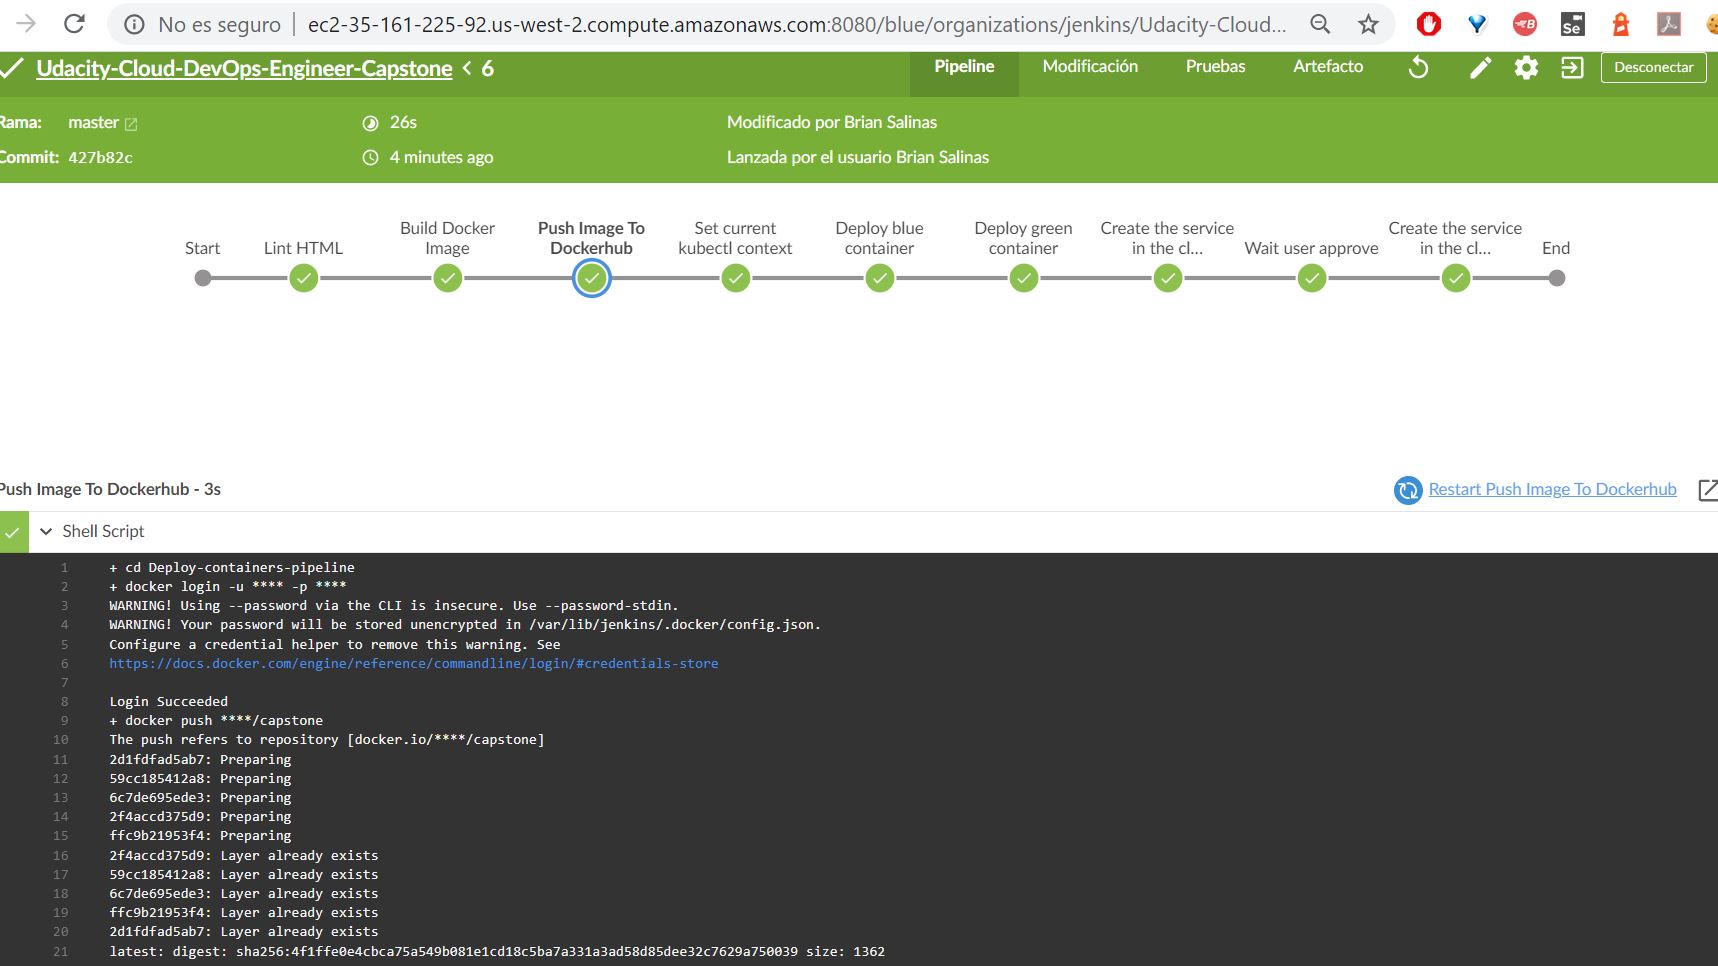 No es seguro ec2-35-161-225-92.us-west-2.compute.amazonaws.com:8080/blue/organizations/jenkins/Udacity-Cloud...
Udacity-Cloud-DevOps-Engineer-Capstone < 6 Pipeline Modificación Pruebas Artefacto Desconectar
Rama: master 26s Modificado por Brian Salinas
Commit: 427b82c 4 minutes ago Lanzada por el usuario Brian Salinas
Start
Lint HTML
Build Docker
Image
Push Image To
Dockerhub
Set current
kubectl context
Deploy blue
container
Deploy green
container
Create the service
in the cl...
Wait user approve
Create the service
in the cl...
End
Push Image To Dockerhub - 3s Restart Push Image To Dockerhub
Shell Script
1 + cd Deploy-containers-pipeline
2 + docker login -u **** -p ****
3 WARNING! Using --password via the CLI is insecure. Use --password-stdin.
4 WARNING! Your password will be stored unencrypted in /var/lib/jenkins/.docker/config.json.
5 Configure a credential helper to remove this warning. See
6 https://docs.docker.com/engine/reference/commandline/login/#credentials-store
7
8 Login Succeeded
9 + docker push ****/capstone
10 The push refers to repository [docker.io/****/capstone]
11 2d1fdfad5ab7: Preparing
12 59cc185412a8: Preparing
13 6c7de695ede3: Preparing
14 2f4accd375d9: Preparing
15 ffc9b21953f4: Preparing
16 2f4accd375d9: Layer already exists
17 59cc185412a8: Layer already exists
18 6c7de695ede3: Layer already exists
19 ffc9b21953f4: Layer already exists
20 2d1fdfad5ab7: Layer already exists
21 latest: digest: sha256:4f1ffe0e4cbca75a549b081e1cd18c5ba7a331a3ad58d85dee32c7629a750039 size: 1362